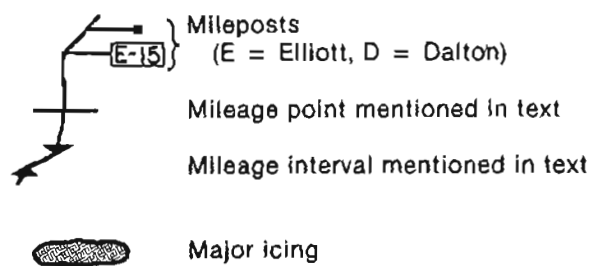 Mileposts
E-15
(E = Elliott, D = Dalton)
Mileage point mentioned in text
Mileage interval mentioned in text
Major icing